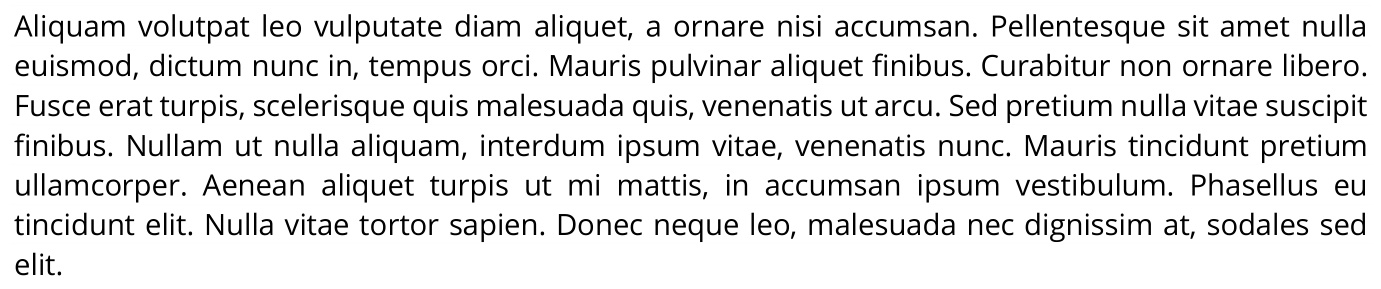 Aliquam volutpat leo vulputate diam aliquet, a ornare nisi accumsan. Pellentesque sit amet nulla
euismod, dictum nunc in, tempus orci. Mauris pulvinar aliquet finibus. Curabitur non ornare libero.
Fusce erat turpis, scelerisque quis malesuada quis, venenatis ut arcu. Sed pretium nulla vitae suscipit
finibus. Nullam ut nulla aliquam, interdum ipsum vitae, venenatis nunc. Mauris tincidunt pretium
ullamcorper. Aenean aliquet turpis ut mi mattis, in accumsan ipsum vestibulum. Phasellus eu
tincidunt elit. Nulla vitae tortor sapien. Donec neque leo, malesuada nec dignissim at, sodales sed
elit.